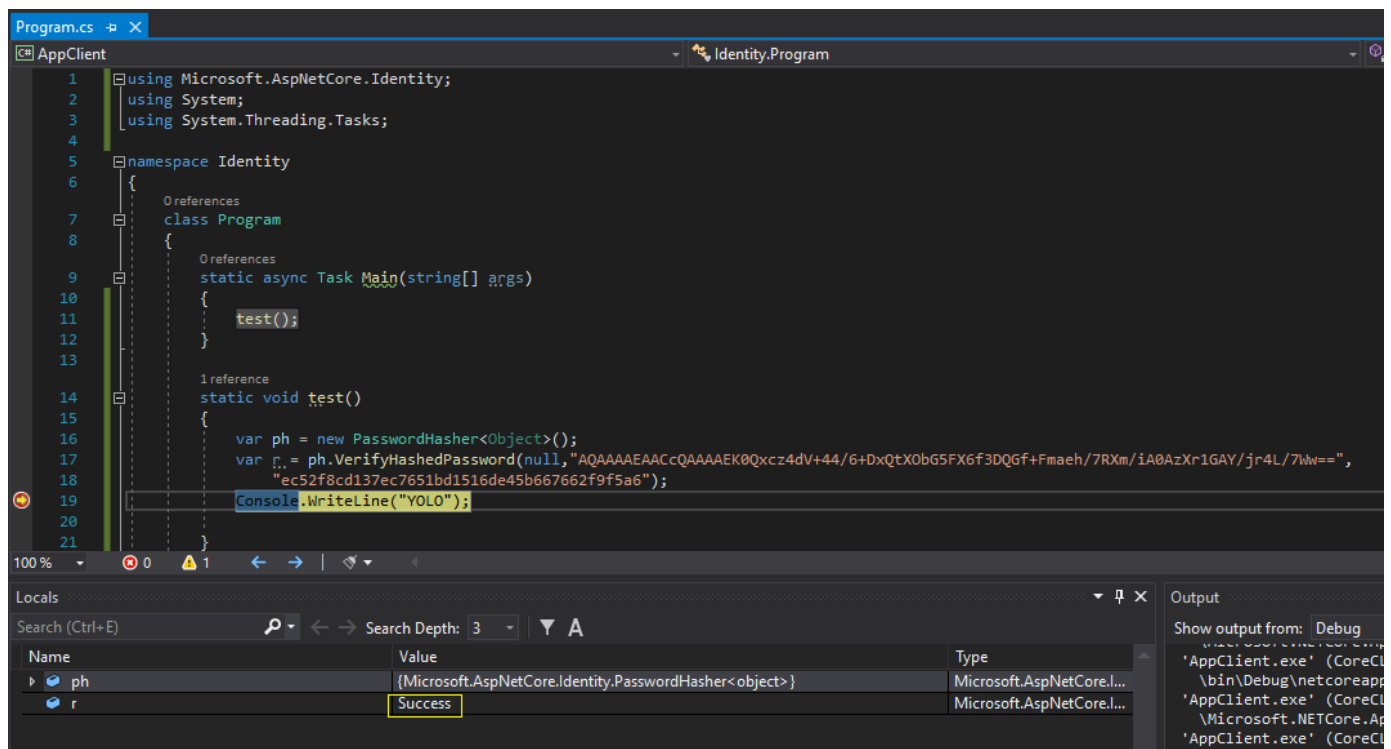 Program.cs
AppClient
Identity.Program
1 using Microsoft.AspNetCore.Identity;
2 using System;
3 using System.Threading.Tasks;
4
5 namespace Identity
6 {
0 references
7 class Program
8 {
0 references
9 static async Task Main(string[] args)
10 {
11 test();
12 }
13
1 reference
14 static void test()
15 {
16 var ph = new PasswordHasher<Object>();
17 var r = ph.VerifyHashedPassword(null,"AQAAAAEAACcQAAAAEK0Qxcz4dV+44/6+DxQtXObG5FX6f3DQGf+Fmaeh/7RXm/iA0AzXr1GAY/jr4L/7Ww==",
18 "ec52f8cd137ec7651bd1516de45b667662f9f5a6");
19 Console.WriteLine("YOLO");
20
21 }
100 % 0 1
Locals
Search (Ctrl+E) Search Depth: 3 A
Name Value Type
ph {Microsoft.AspNetCore.Identity.PasswordHasher<object>} Microsoft.AspNetCore.I...
r Success Microsoft.AspNetCore.I...
Output
Show output from: Debug
'AppClient.exe' (CoreCL
\bin\Debug\netcoreapp
'AppClient.exe' (CoreCL
\Microsoft.NETCore.Ap
'AppClient.exe' (CoreCL